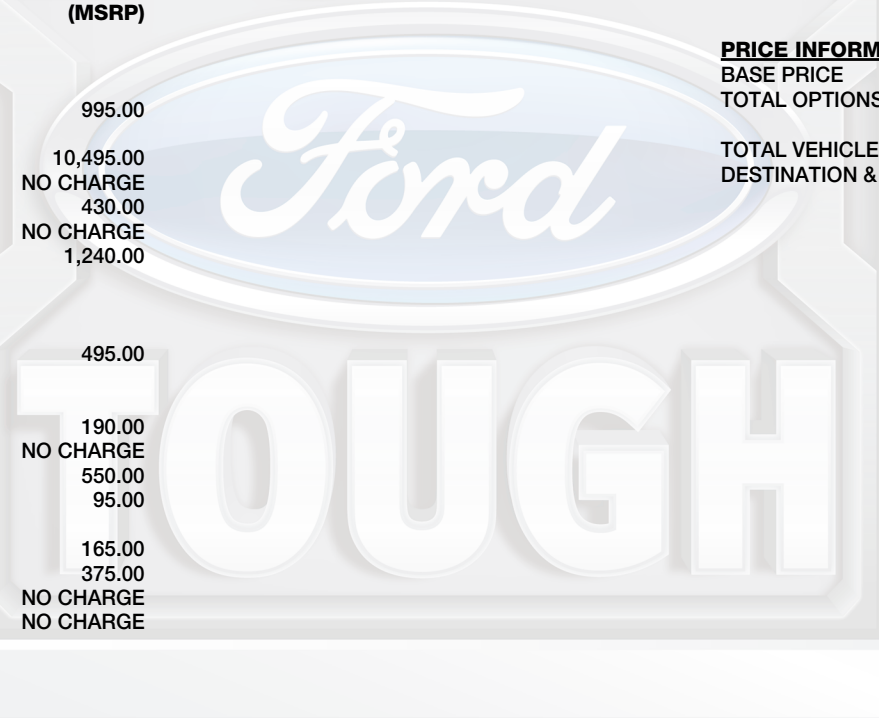 (MSRP)
995.00
10,495.00
NO CHARGE
430.00
NO CHARGE
1,240.00
495.00
190.00
NO CHARGE
550.00
95.00
165.00
375.00
NO CHARGE
NO CHARGE
PRICE INFORM
BASE PRICE
TOTAL OPTIONS
TOTAL VEHICLE
DESTINATION &
Ford
TOUGH